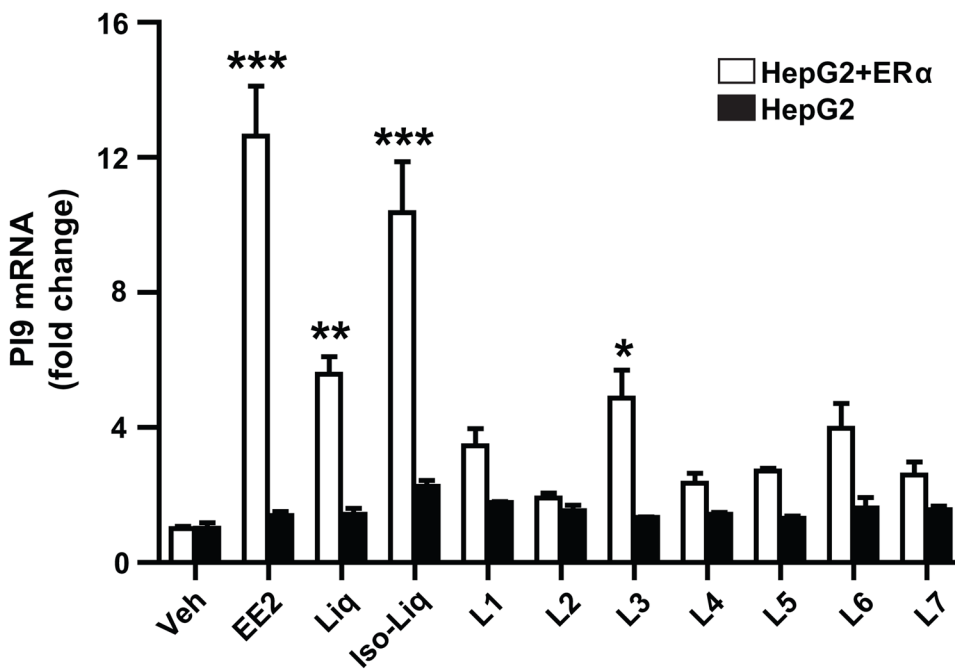 PI9 mRNA
(fold change)
16
12
8
4
0
***
***
**
*
HepG2+ERα
HepG2
Veh
EE2
Liq
Iso-Liq
L1
L2
L3
L4
L5
L6
L7